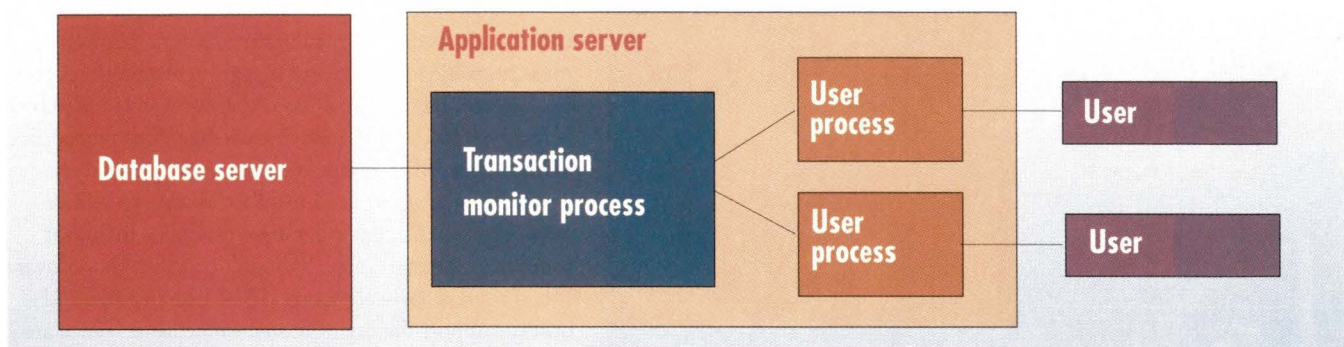 Database server
Application server
Transaction
monitor process
User
process
User
process
User
User